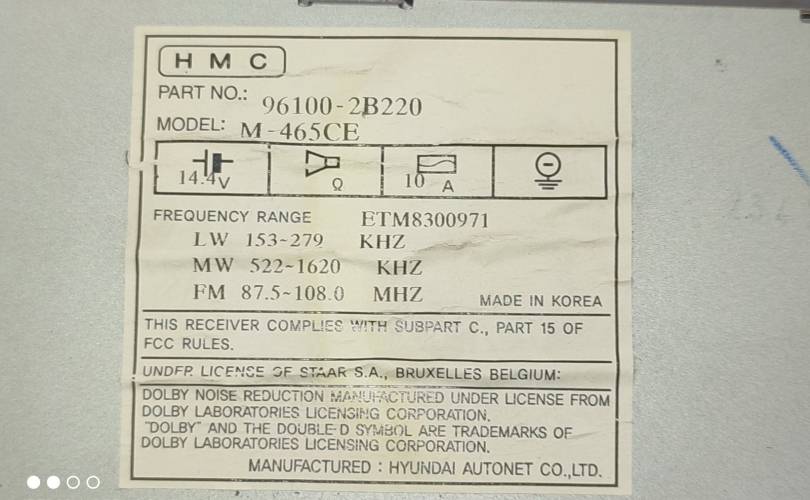 HMC
PART NO.: 96100-2B220
MODEL: M-465CE
14.4V Ω 10 A
FREQUENCY RANGE ETM8300971
LW 153~279 KHZ
MW 522~1620 KHZ
FM 87.5~108.0 MHZ MADE IN KOREA
THIS RECEIVER COMPLIES WITH SUBPART C., PART 15 OF
FCC RULES.
UNDER LICENSE OF STAAR S.A., BRUXELLES BELGIUM:
DOLBY NOISE REDUCTION MANUFACTURED UNDER LICENSE FROM
DOLBY LABORATORIES LICENSING CORPORATION.
"DOLBY" AND THE DOUBLE-D SYMBOL ARE TRADEMARKS OF
DOLBY LABORATORIES LICENSING CORPORATION.
MANUFACTURED : HYUNDAI AUTONET CO.,LTD.